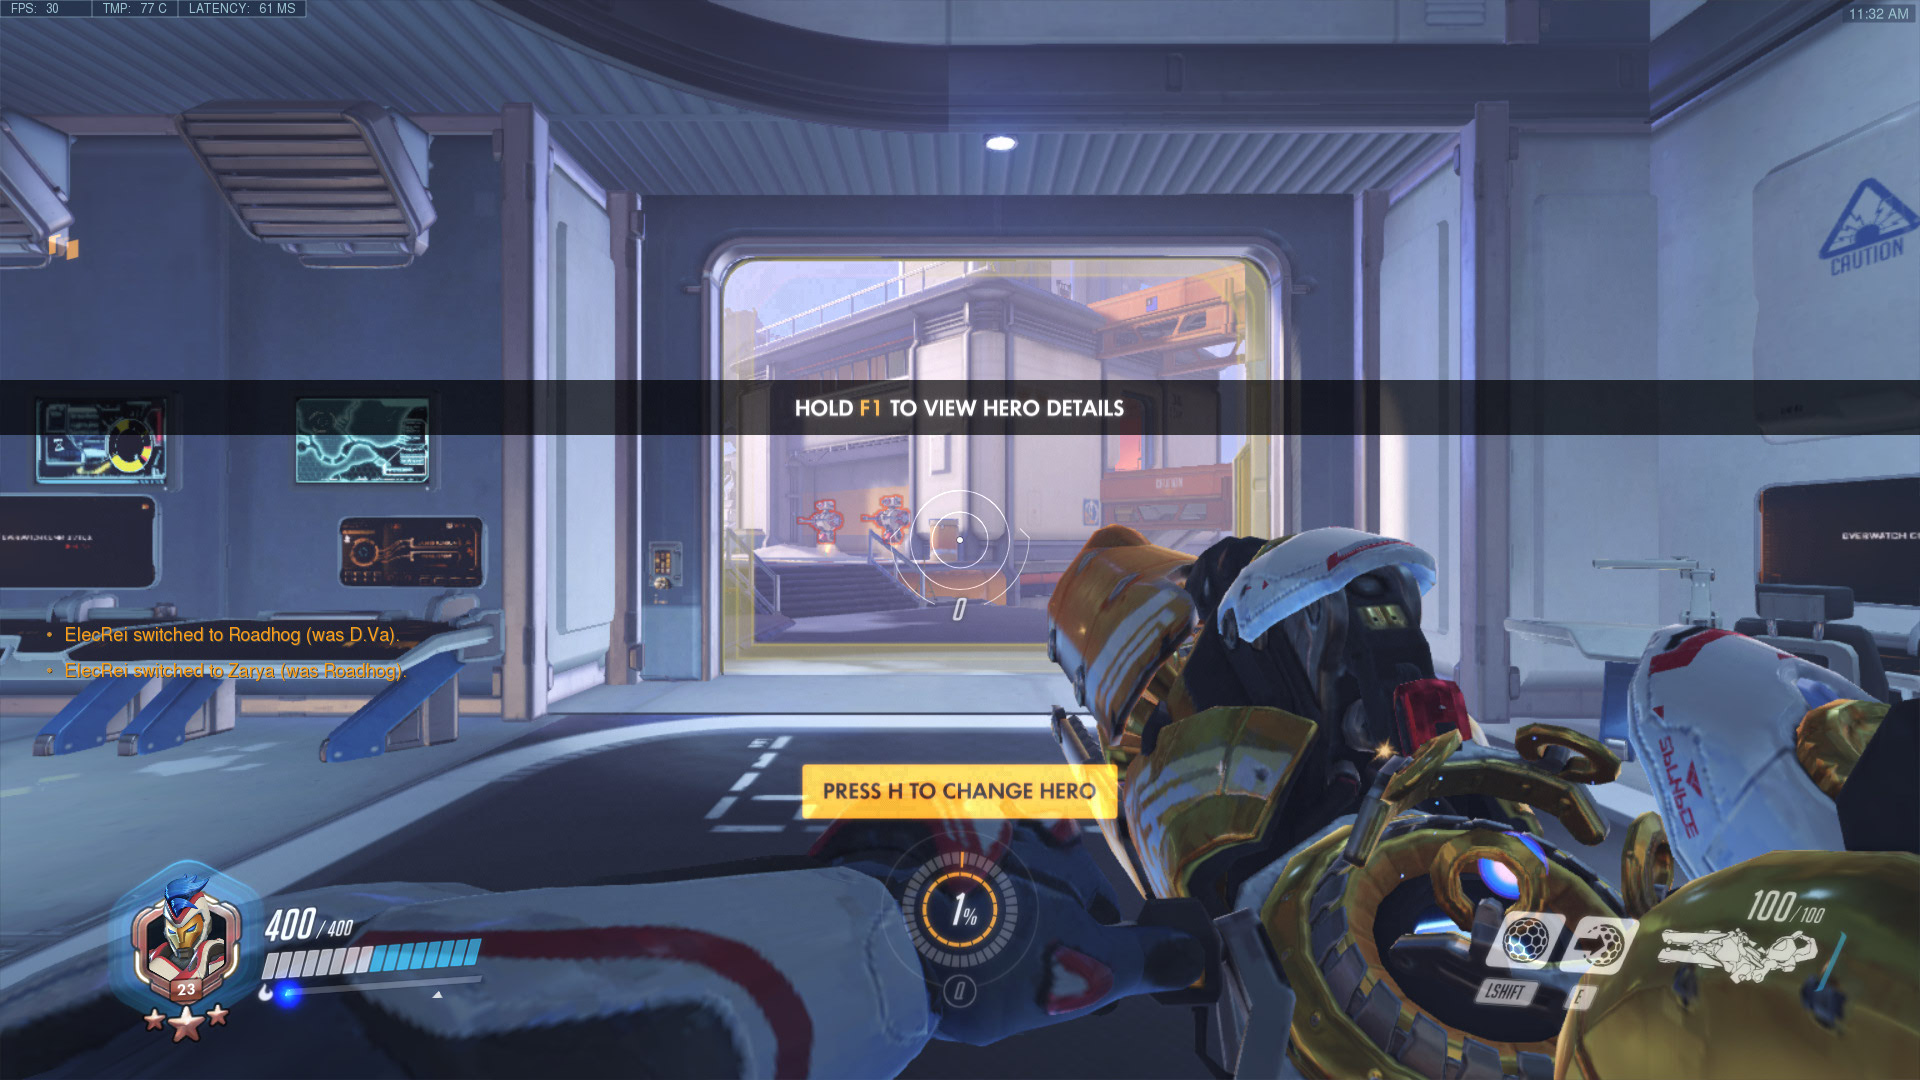 FPS: 30 TMP: 77 C LATENCY: 61 MS
11:32 AM
CAUTION
HOLD F1 TO VIEW HERO DETAILS
0
• ElecRei switched to Roadhog (was D.Va).
• ElecRei switched to Zarya (was Roadhog).
PRESS H TO CHANGE HERO
400/400
1%
100/100
23
Q
LSHIFT
E